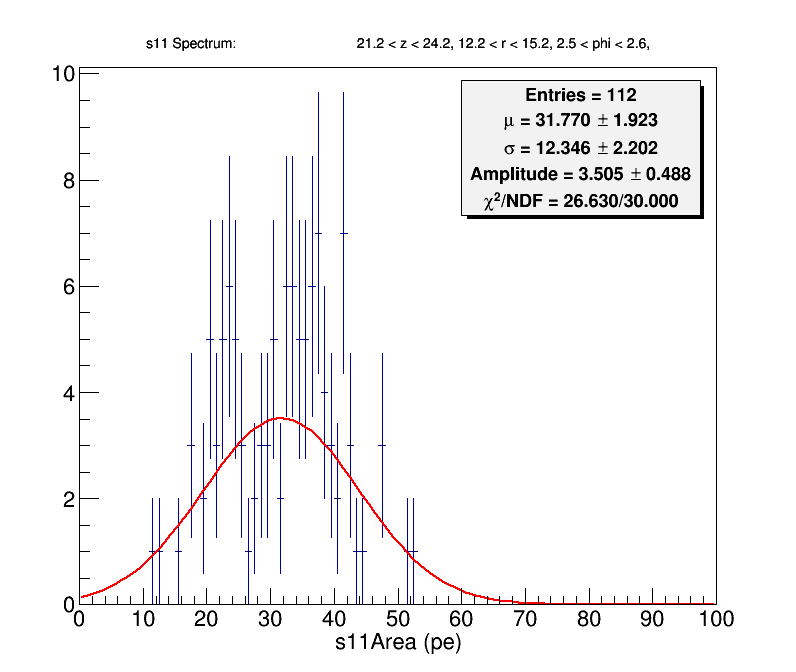 s11 Spectrum: 21.2 < z < 24.2, 12.2 < r < 15.2, 2.5 < phi < 2.6,
Entries = 112
μ = 31.770 ± 1.923
σ = 12.346 ± 2.202
Amplitude = 3.505 ± 0.488
χ²/NDF = 26.630/30.000
10
8
6
4
2
0
0 10 20 30 40 50 60 70 80 90 100
s11Area (pe)